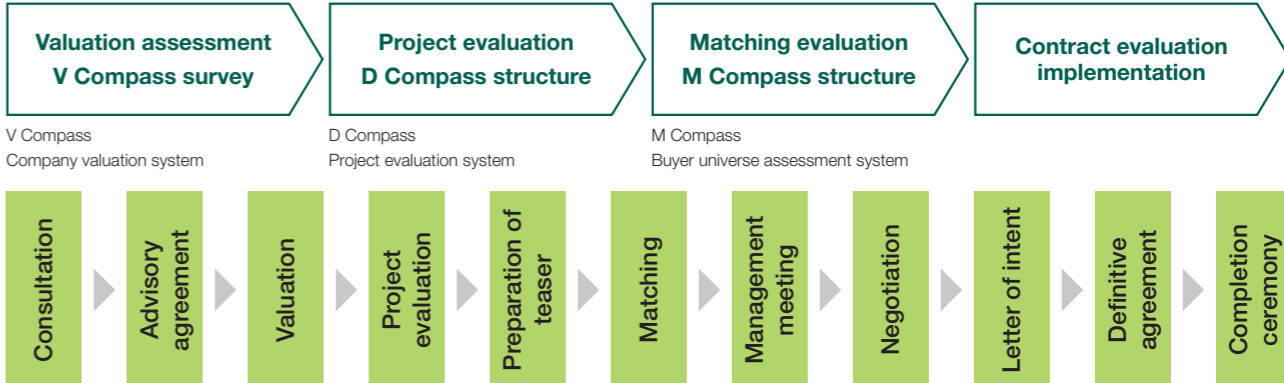 Valuation assessment
V Compass survey
Project evaluation
D Compass structure
Matching evaluation
M Compass structure
Contract evaluation
implementation
V Compass
Company valuation system
D Compass
Project evaluation system
M Compass
Buyer universe assessment system
Consultation
Advisory
agreement
Valuation
Project
evaluation
Preparation of
teaser
Matching
Management
meeting
Negotiation
Letter of intent
Definitive
agreement
Completion
ceremony